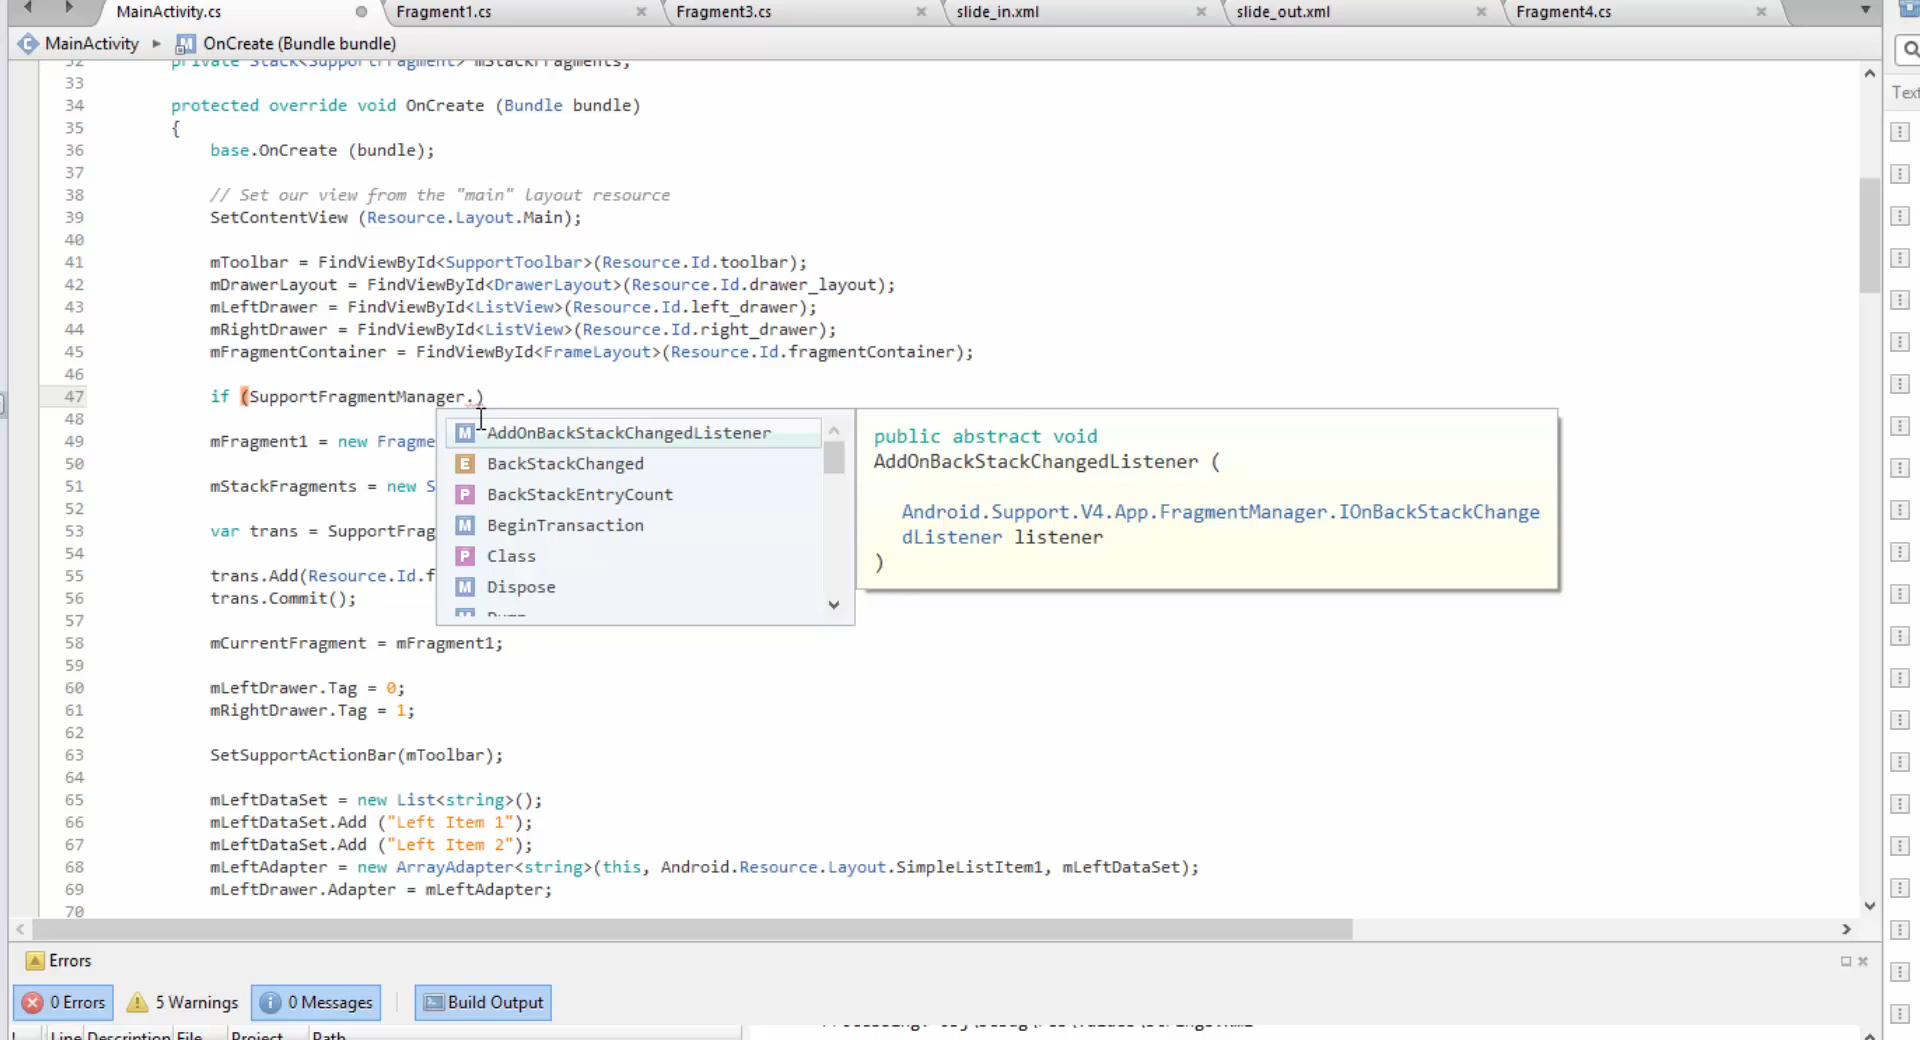 MainActivity.cs
Fragment1.cs
Fragment3.cs
slide_in.xml
slide_out.xml
Fragment4.cs
MainActivity
OnCreate (Bundle bundle)
Text
32 private Stack<SupportFragment> mStackFragments;
33
34 protected override void OnCreate (Bundle bundle)
35 {
36 base.OnCreate (bundle);
37
38 // Set our view from the "main" layout resource
39 SetContentView (Resource.Layout.Main);
40
41 mToolbar = FindViewById<SupportToolbar>(Resource.Id.toolbar);
42 mDrawerLayout = FindViewById<DrawerLayout>(Resource.Id.drawer_layout);
43 mLeftDrawer = FindViewById<ListView>(Resource.Id.left_drawer);
44 mRightDrawer = FindViewById<ListView>(Resource.Id.right_drawer);
45 mFragmentContainer = FindViewById<FrameLayout>(Resource.Id.fragmentContainer);
46
47 if (SupportFragmentManager.)
48
49 mFragment1 = new Fragme
50
51 mStackFragments = new S
52
53 var trans = SupportFrag
54
55 trans.Add(Resource.Id.f
56 trans.Commit();
57
58 mCurrentFragment = mFragment1;
59
60 mLeftDrawer.Tag = 0;
61 mRightDrawer.Tag = 1;
62
63 SetSupportActionBar(mToolbar);
64
65 mLeftDataSet = new List<string>();
66 mLeftDataSet.Add ("Left Item 1");
67 mLeftDataSet.Add ("Left Item 2");
68 mLeftAdapter = new ArrayAdapter<string>(this, Android.Resource.Layout.SimpleListItem1, mLeftDataSet);
69 mLeftDrawer.Adapter = mLeftAdapter;
70
M AddOnBackStackChangedListener
E BackStackChanged
P BackStackEntryCount
M BeginTransaction
P Class
M Dispose
public abstract void
AddOnBackStackChangedListener (
Android.Support.V4.App.FragmentManager.IOnBackStackChange
dListener listener
)
Errors
0 Errors
5 Warnings
0 Messages
Build Output
! Line Description File Project Path